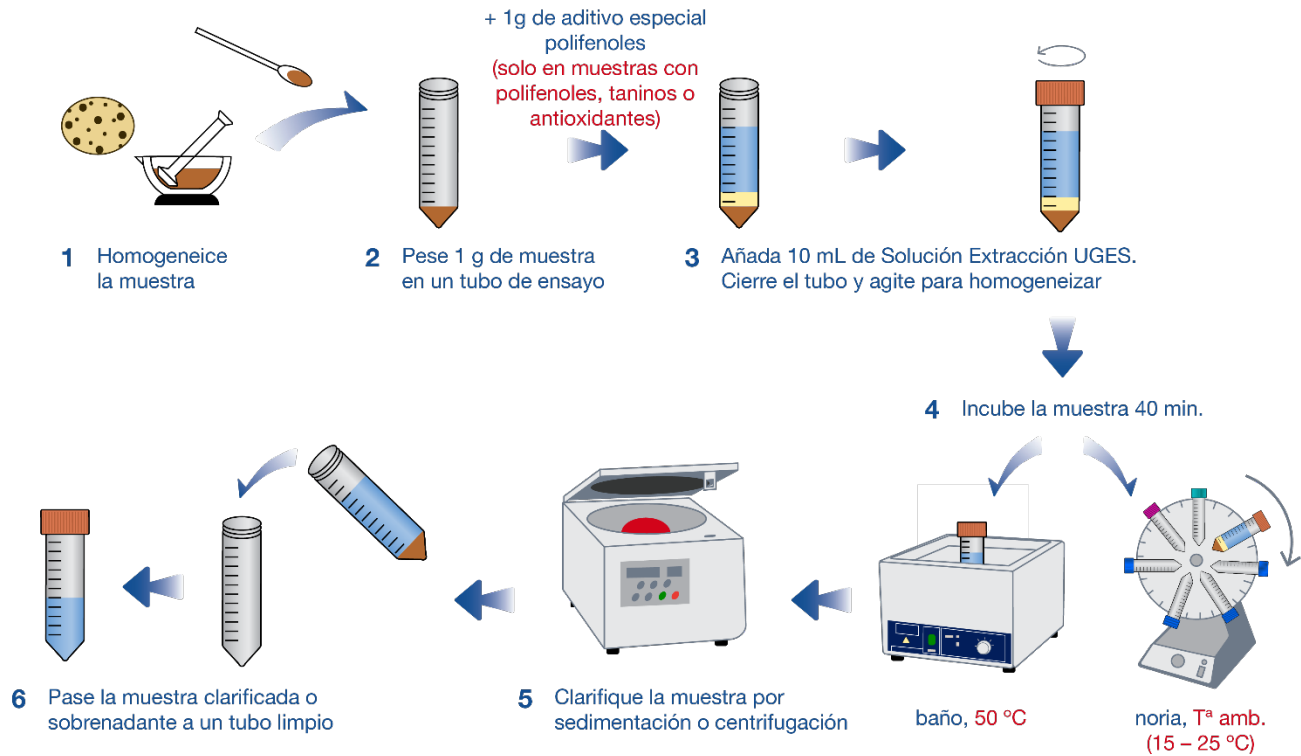 + 1g de aditivo especial
polifenoles
(solo en muestras con
polifenoles, taninos o
antioxidantes)
1 Homogeneice
la muestra
2 Pese 1 g de muestra
en un tubo de ensayo
3 Añada 10 mL de Solución Extracción UGES.
Cierre el tubo y agite para homogeneizar
4 Incube la muestra 40 min.
baño, 50 ºC
noria, Tª amb.
(15 – 25 ºC)
5 Clarifique la muestra por
sedimentación o centrifugación
6 Pase la muestra clarificada o
sobrenadante a un tubo limpio